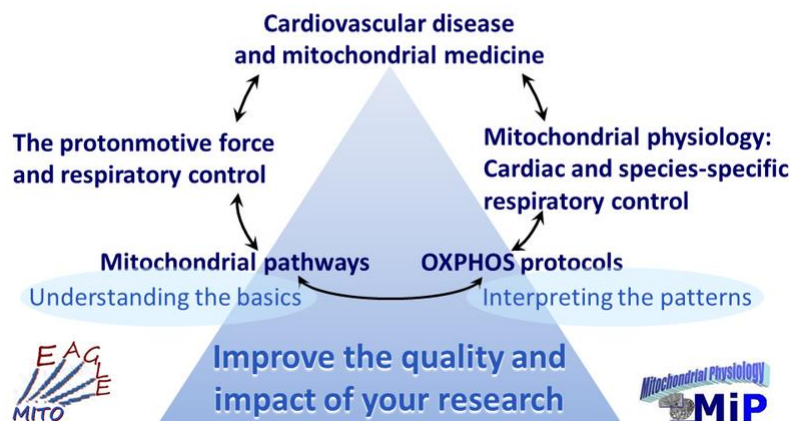 Cardiovascular disease
and mitochondrial medicine
The protonmotive force
and respiratory control
Mitochondrial physiology:
Cardiac and species-specific
respiratory control
Mitochondrial pathways
OXPHOS protocols
Understanding the basics
Interpreting the patterns
Improve the quality and
impact of your research
EAGLE
MITO
Mitochondrial Physiology
MiP